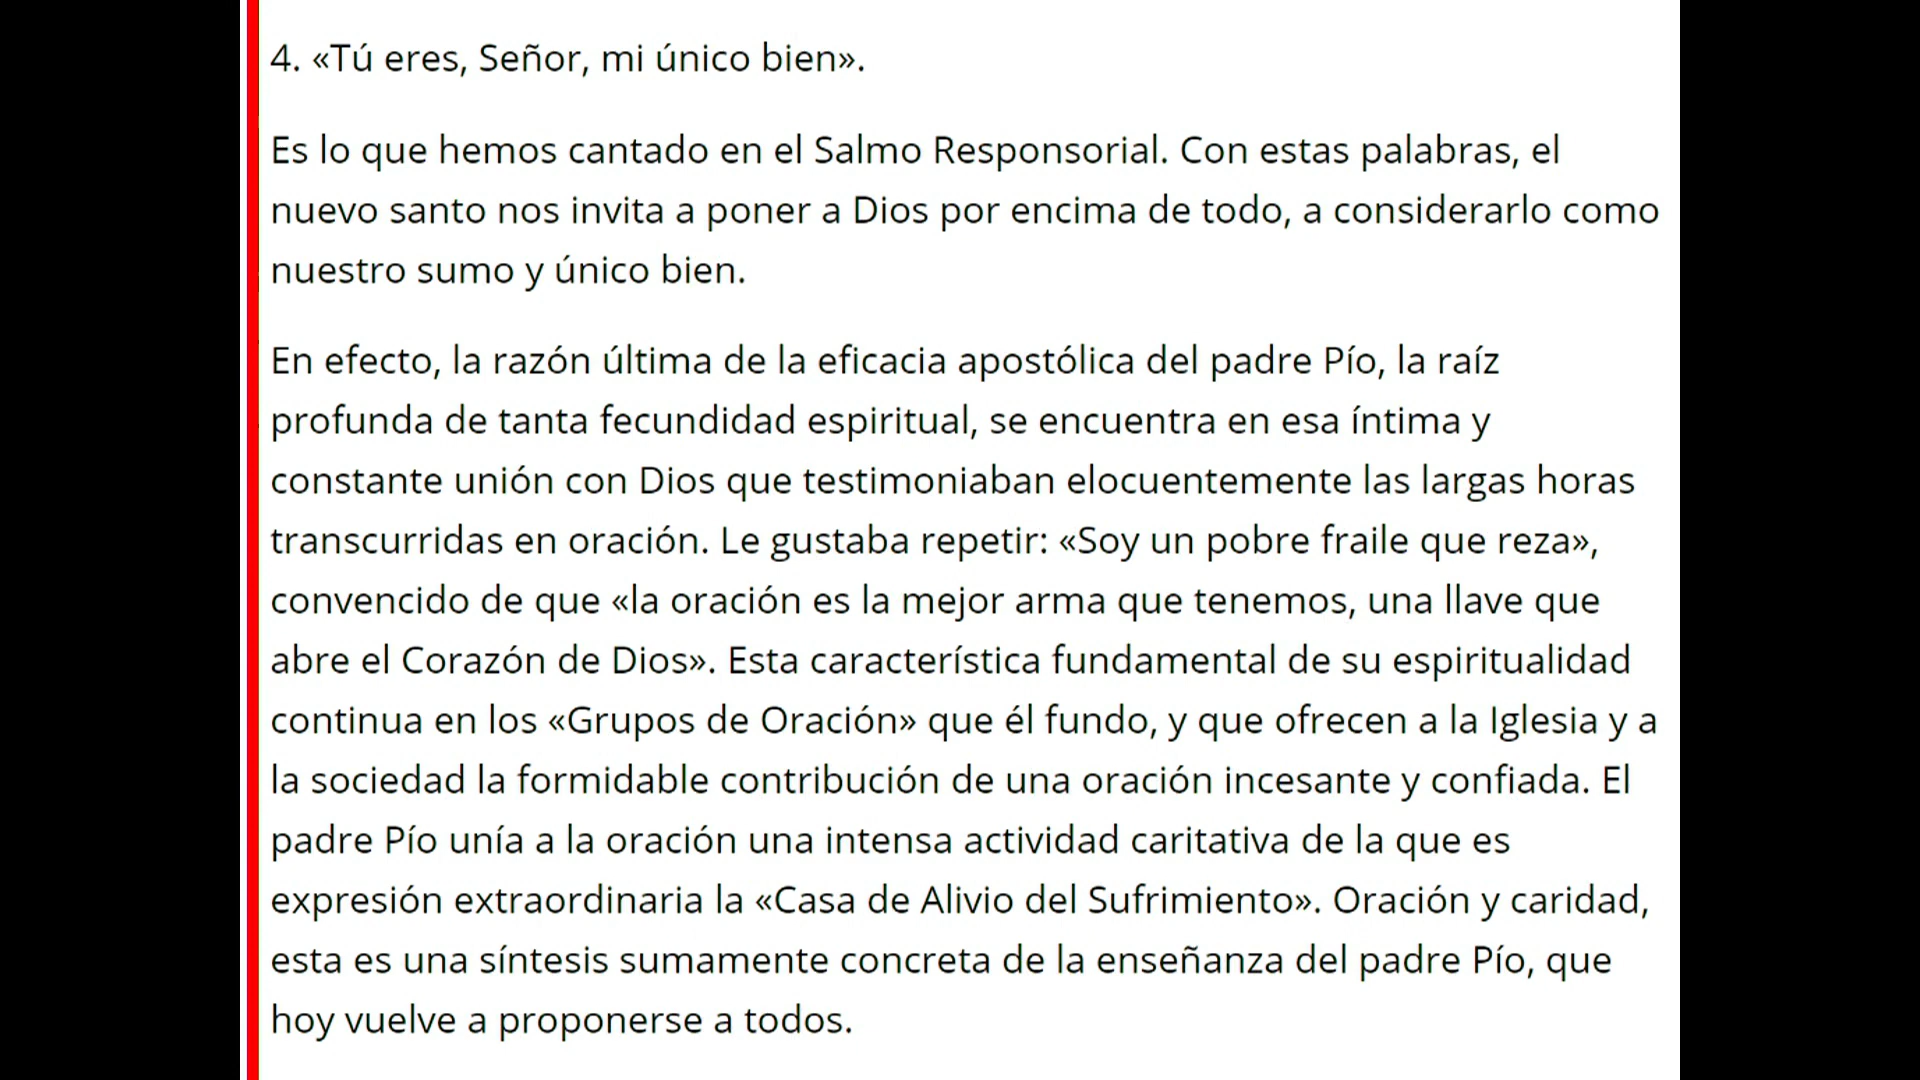 4. «Tú eres, Señor, mi único bien».
Es lo que hemos cantado en el Salmo Responsorial. Con estas palabras, el
nuevo santo nos invita a poner a Dios por encima de todo, a considerarlo como
nuestro sumo y único bien.
En efecto, la razón última de la eficacia apostólica del padre Pío, la raíz
profunda de tanta fecundidad espiritual, se encuentra en esa íntima y
constante unión con Dios que testimoniaban elocuentemente las largas horas
transcurridas en oración. Le gustaba repetir: «Soy un pobre fraile que reza»,
convencido de que «la oración es la mejor arma que tenemos, una llave que
abre el Corazón de Dios». Esta característica fundamental de su espiritualidad
continua en los «Grupos de Oración» que él fundo, y que ofrecen a la Iglesia y a
la sociedad la formidable contribución de una oración incesante y confiada. El
padre Pío unía a la oración una intensa actividad caritativa de la que es
expresión extraordinaria la «Casa de Alivio del Sufrimiento». Oración y caridad,
esta es una síntesis sumamente concreta de la enseñanza del padre Pío, que
hoy vuelve a proponerse a todos.